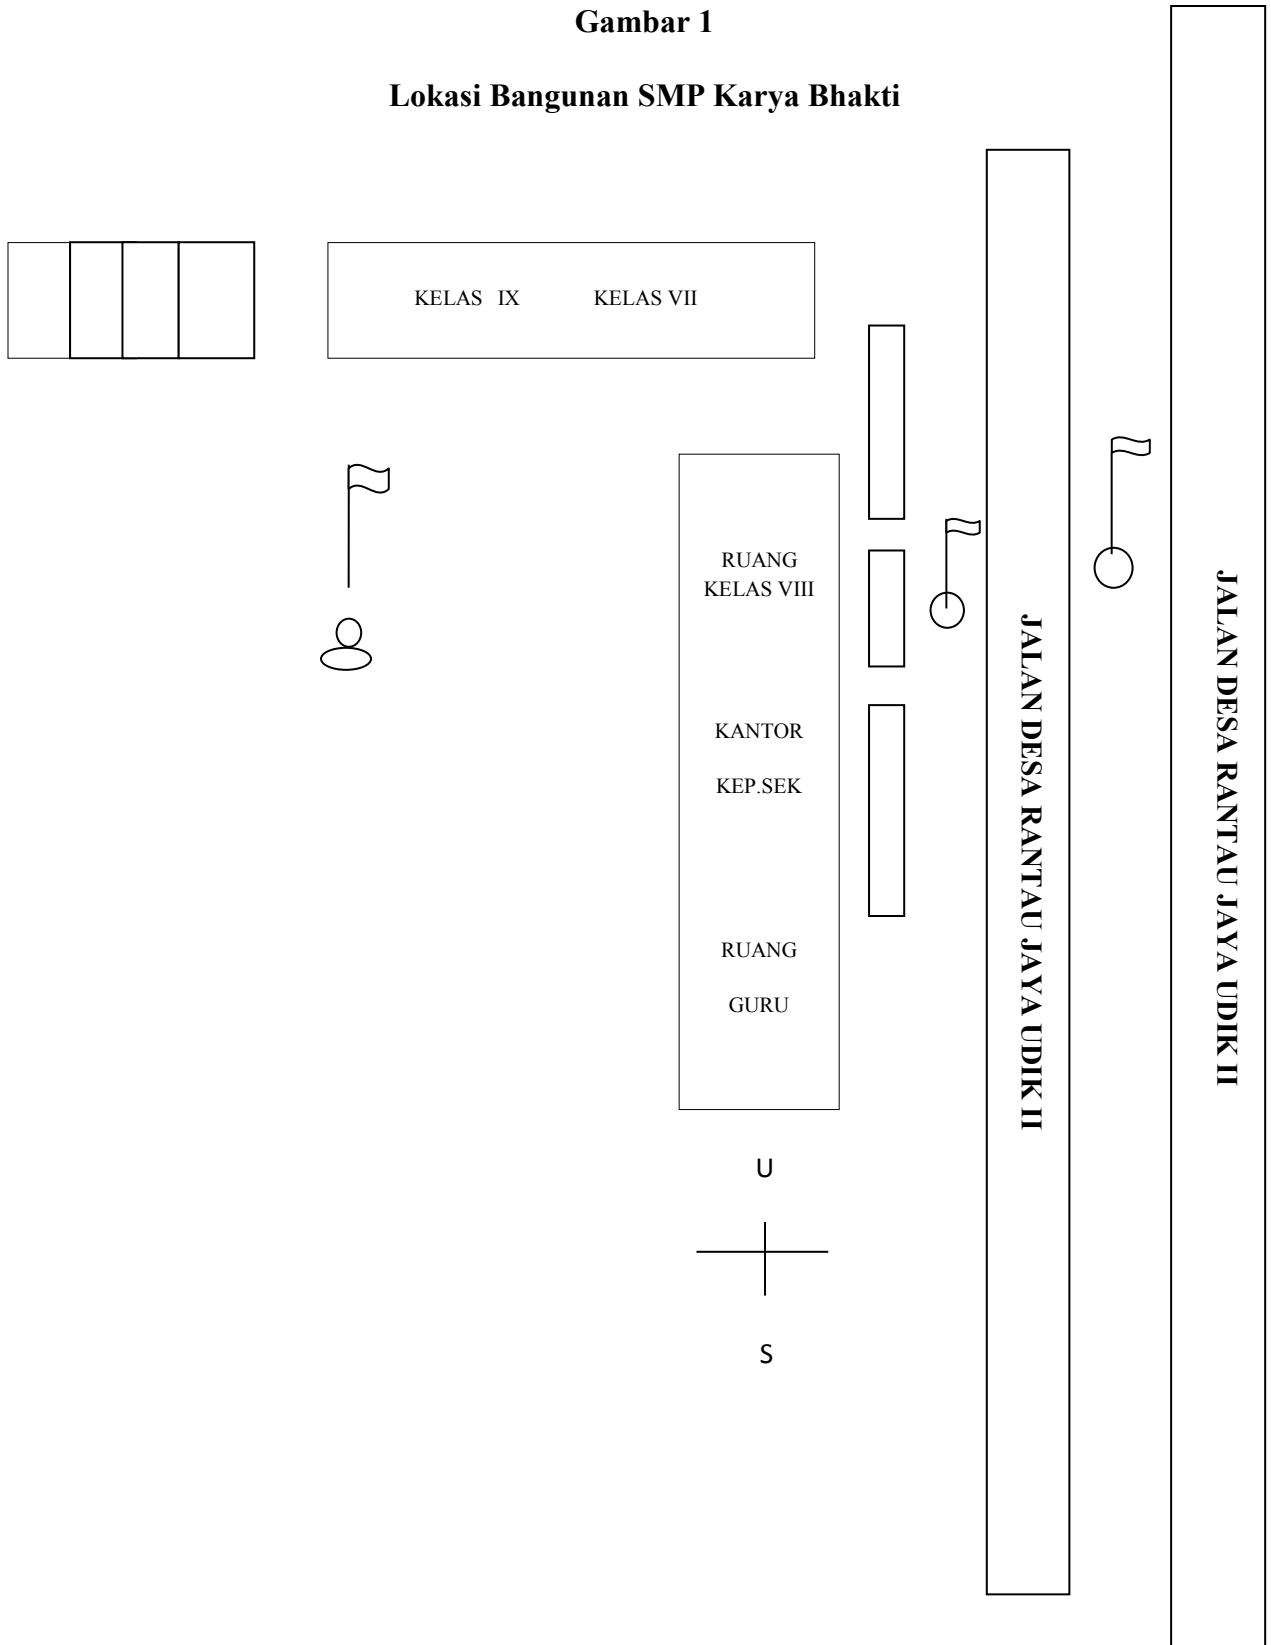 Gambar 1
Lokasi Bangunan SMP Karya Bhakti
KELAS IX KELAS VII
RUANG
KELAS VIII
KANTOR
KEP.SEK
RUANG
GURU
U
S
JALAN DESA RANTAU JAYA UDIK II
JALAN DESA RANTAU JAYA UDIK II